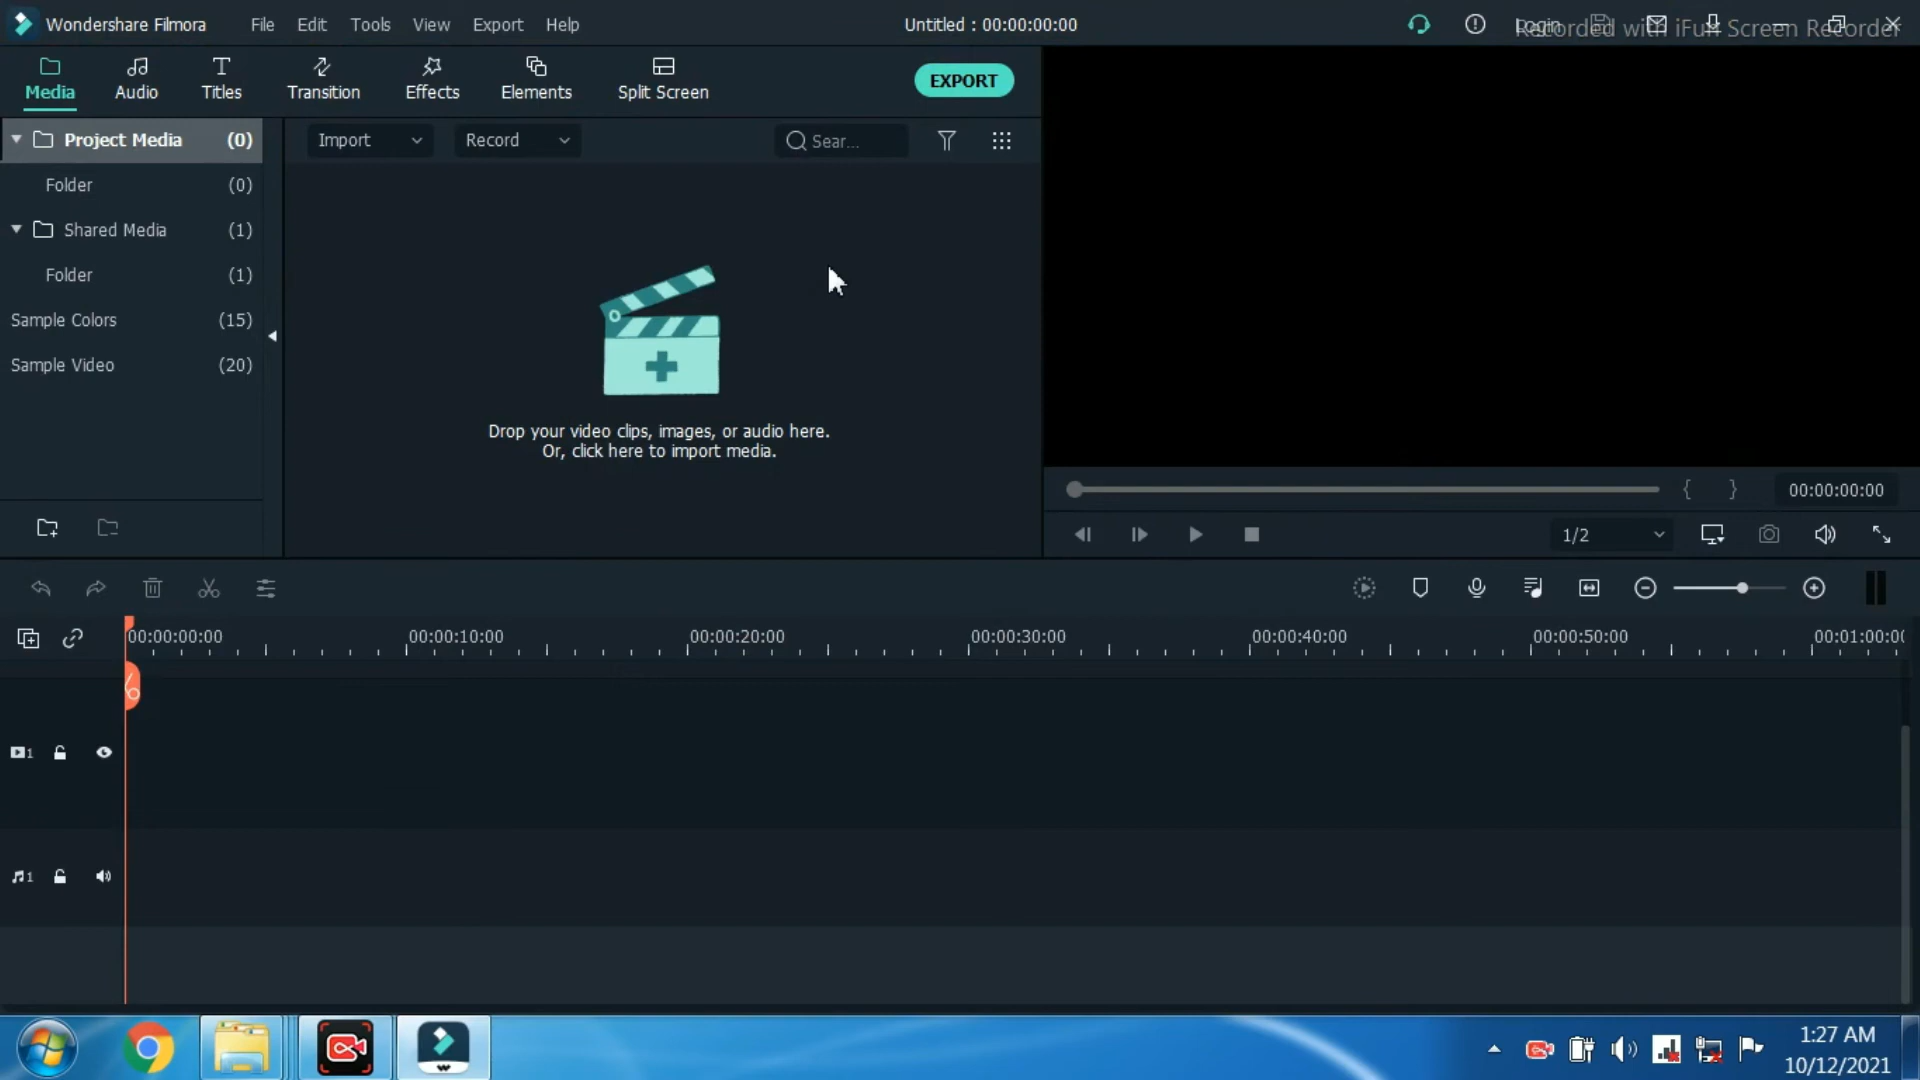 Wondershare Filmora File Edit Tools View Export Help Untitled : 00:00:00:00 Login
Recorded with iFun Screen Recorder
Media Audio Titles Transition Effects Elements Split Screen EXPORT
Project Media (0) Import Record Sear...
Folder (0)
Shared Media (1)
Folder (1)
Sample Colors (15)
Sample Video (20)
Drop your video clips, images, or audio here.
Or, click here to import media.
{ } 00:00:00:00
1/2
00:00:00:00 00:00:10:00 00:00:20:00 00:00:30:00 00:00:40:00 00:00:50:00 00:01:00:0
1
1
1:27 AM
10/12/2021